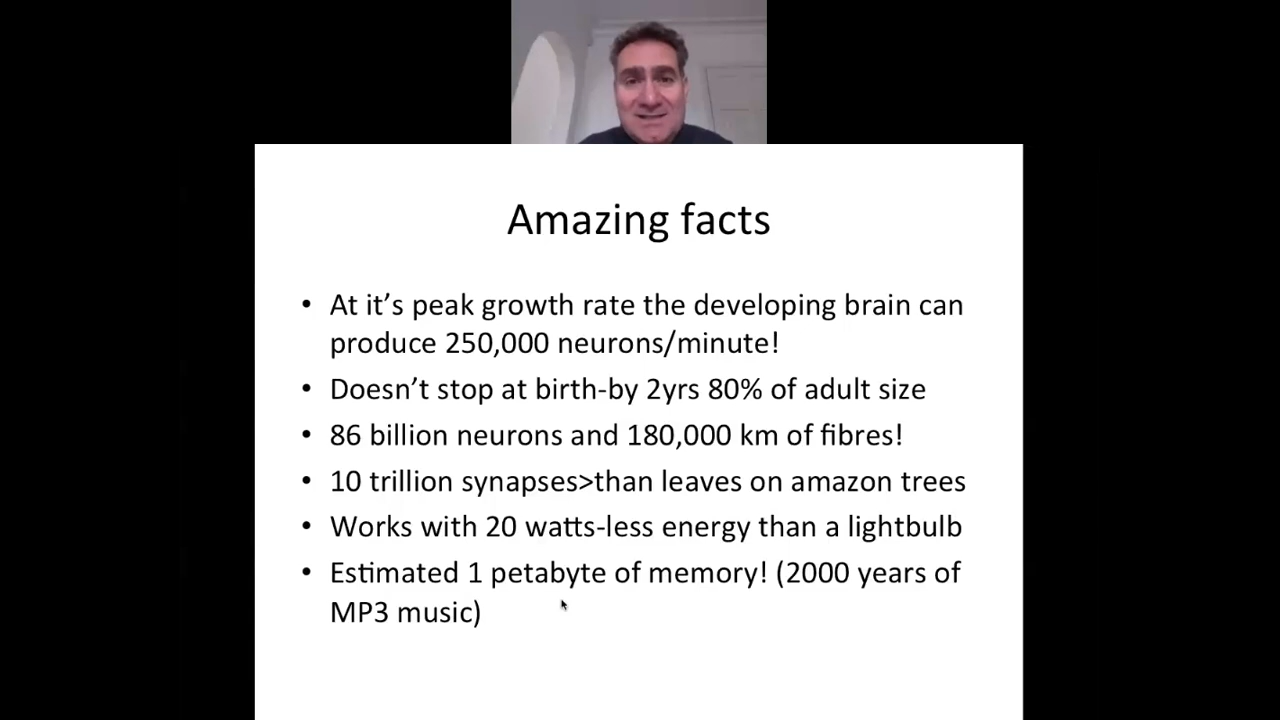 Amazing facts
• At it’s peak growth rate the developing brain can
produce 250,000 neurons/minute!
• Doesn’t stop at birth-by 2yrs 80% of adult size
• 86 billion neurons and 180,000 km of fibres!
• 10 trillion synapses>than leaves on amazon trees
• Works with 20 watts-less energy than a lightbulb
• Estimated 1 petabyte of memory! (2000 years of
MP3 music)